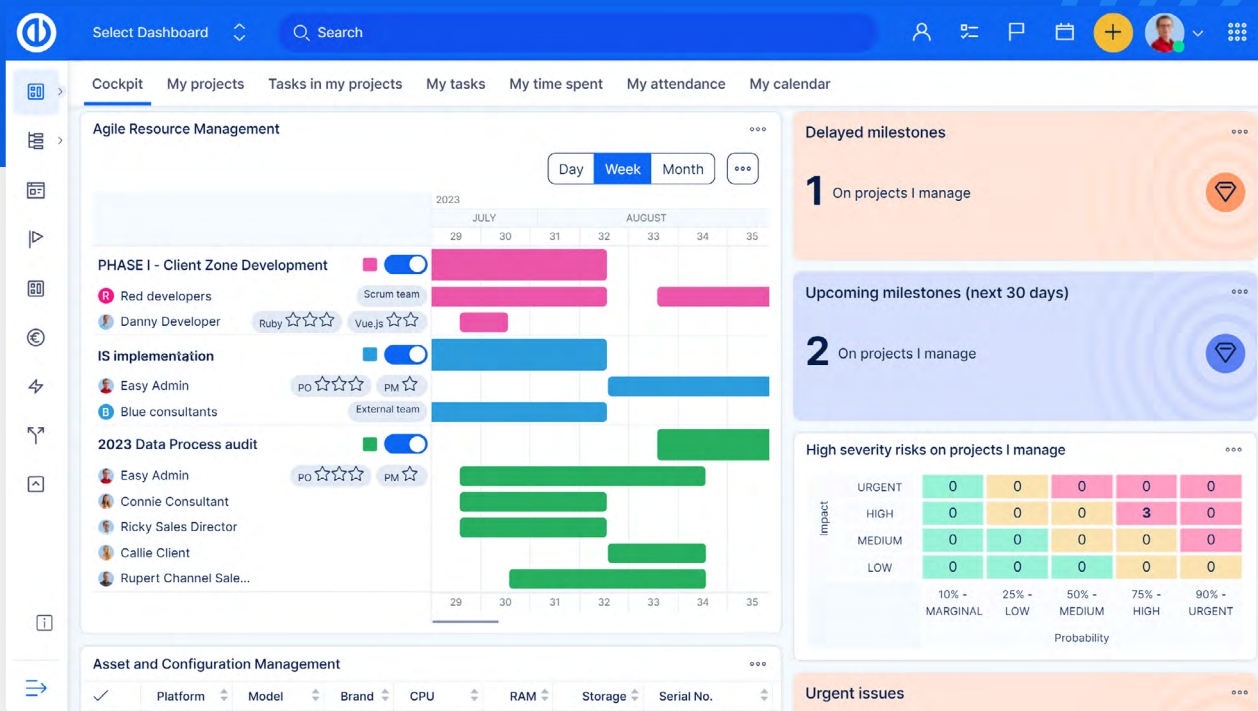 Select Dashboard
Search
Cockpit My projects Tasks in my projects My tasks My time spent My attendance My calendar
Agile Resource Management
Day Week Month
2023
JULY AUGUST
29 30 31 32 33 34 35
PHASE I - Client Zone Development
R Red developers Scrum team
Danny Developer Ruby Vue.js
IS implementation
Easy Admin PO PM
B Blue consultants External team
2023 Data Process audit
Easy Admin PO PM
Connie Consultant
Ricky Sales Director
Callie Client
Rupert Channel Sale...
29 30 31 32 33 34 35
Asset and Configuration Management
Platform Model Brand CPU RAM Storage Serial No.
Delayed milestones
1 On projects I manage
Upcoming milestones (next 30 days)
2 On projects I manage
High severity risks on projects I manage
Impact
URGENT 0 0 0 0 0
HIGH 0 0 0 3 0
MEDIUM 0 0 0 0 0
LOW 0 0 0 0 0
10% - 25% - 50% - 75% - 90% -
MARGINAL LOW MEDIUM HIGH URGENT
Probability
Urgent issues